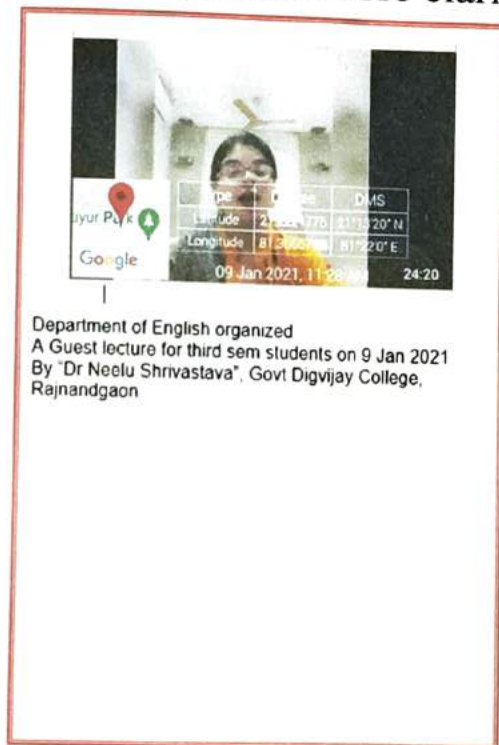 Type DMS
Latitude 21°13'20" N
Longitude 81°22'0" E
Google
09 Jan 2021, 11:28 AM 24:20
Department of English organized
A Guest lecture for third sem students on 9 Jan 2021
By "Dr Neelu Shrivastava", Govt Digvijay College,
Rajnandgaon